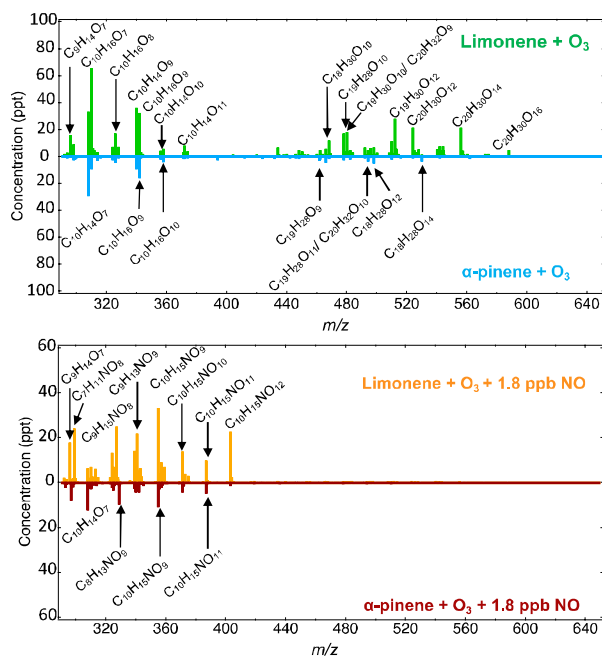 C₉H₁₄O₇
C₁₀H₁₆O₇
C₁₀H₁₆O₈
C₁₀H₁₄O₉
C₁₀H₁₆O₉
C₁₀H₁₄O₁₀
C₁₀H₁₄O₁₁
C₁₈H₃₀O₁₀
C₁₉H₂₈O₁₀
C₁₉H₃₀O₁₀/ C₂₀H₃₂O₉
C₁₉H₃₀O₁₂
C₂₀H₃₀O₁₂
C₂₀H₃₀O₁₄
C₂₀H₃₀O₁₆
Limonene + O₃
Concentration (ppt)
100
80
60
40
20
0
20
40
60
80
100
C₁₀H₁₄O₇
C₁₀H₁₆O₉
C₁₀H₁₆O₁₀
C₁₉H₂₈O₉
C₁₉H₂₈O₁₁/ C₂₀H₃₂O₁₀
C₁₈H₂₈O₁₂
C₁₈H₂₈O₁₄
α-pinene + O₃
320 360 400 440 480 520 560 600 640
m/z
C₉H₁₄O₇
C₇H₁₁NO₈
C₉H₁₅NO₈
C₉H₁₃NO₉
C₁₀H₁₅NO₉
C₁₀H₁₅NO₁₀
C₁₀H₁₅NO₁₁
C₁₀H₁₅NO₁₂
Limonene + O₃ + 1.8 ppb NO
Concentration (ppt)
60
40
20
0
20
40
60
C₁₀H₁₄O₇
C₈H₁₃NO₉
C₁₀H₁₅NO₉
C₁₀H₁₅NO₁₁
α-pinene + O₃ + 1.8 ppb NO
320 360 400 440 480 520 560 600 640
m/z